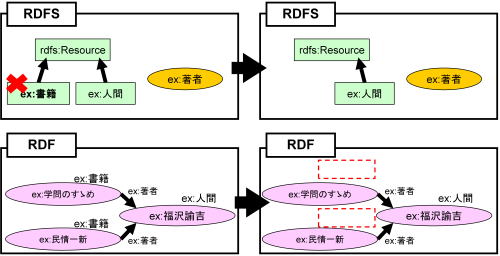 RDFS
rdfs:Resource
ex:書籍
ex:人間
ex:著者
RDFS
rdfs:Resource
ex:人間
ex:著者
RDF
ex:書籍
ex:学問のすゝめ
ex:著者
ex:人間
ex:福沢諭吉
ex:書籍
ex:民情一新
ex:著者
RDF
ex:学問のすゝめ
ex:著者
ex:人間
ex:福沢諭吉
ex:民情一新
ex:著者